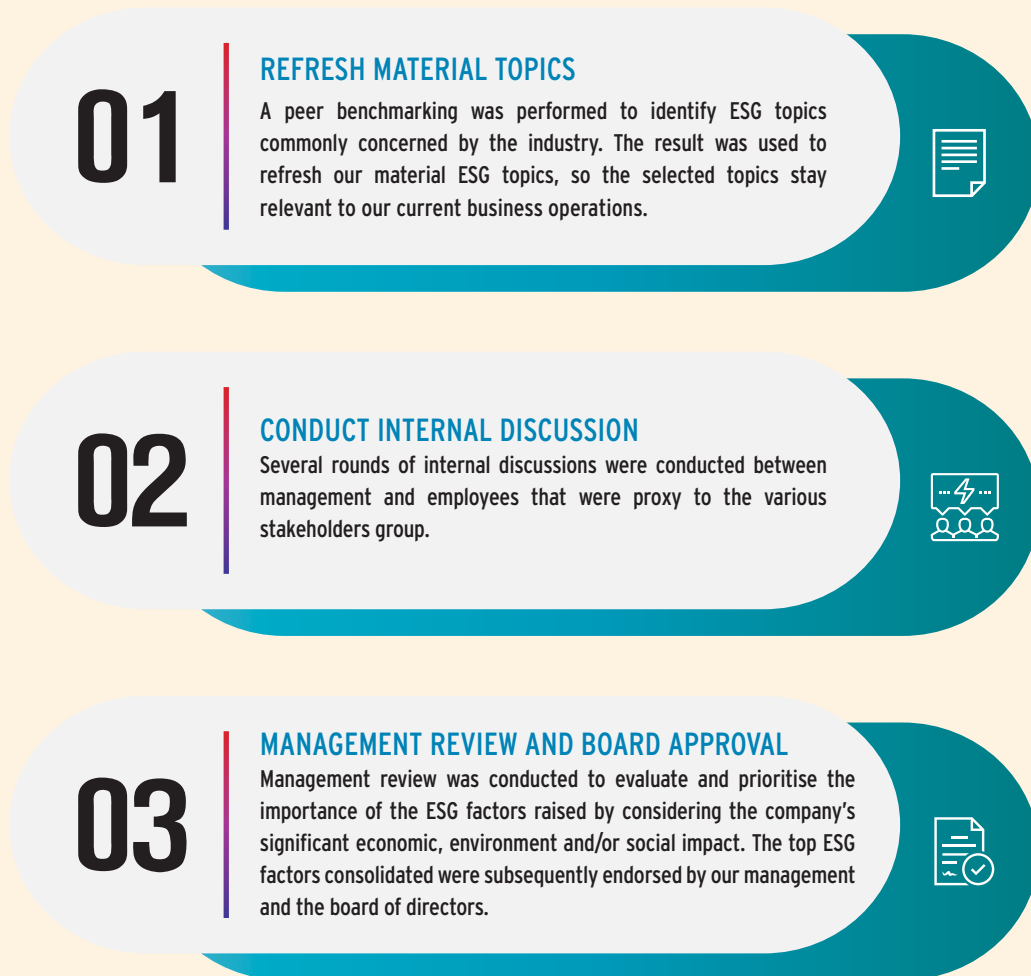 01
REFRESH MATERIAL TOPICS
A peer benchmarking was performed to identify ESG topics
commonly concerned by the industry. The result was used to
refresh our material ESG topics, so the selected topics stay
relevant to our current business operations.
02
CONDUCT INTERNAL DISCUSSION
Several rounds of internal discussions were conducted between
management and employees that were proxy to the various
stakeholders group.
03
MANAGEMENT REVIEW AND BOARD APPROVAL
Management review was conducted to evaluate and prioritise the
importance of the ESG factors raised by considering the company's
significant economic, environment and/or social impact. The top ESG
factors consolidated were subsequently endorsed by our management
and the board of directors.